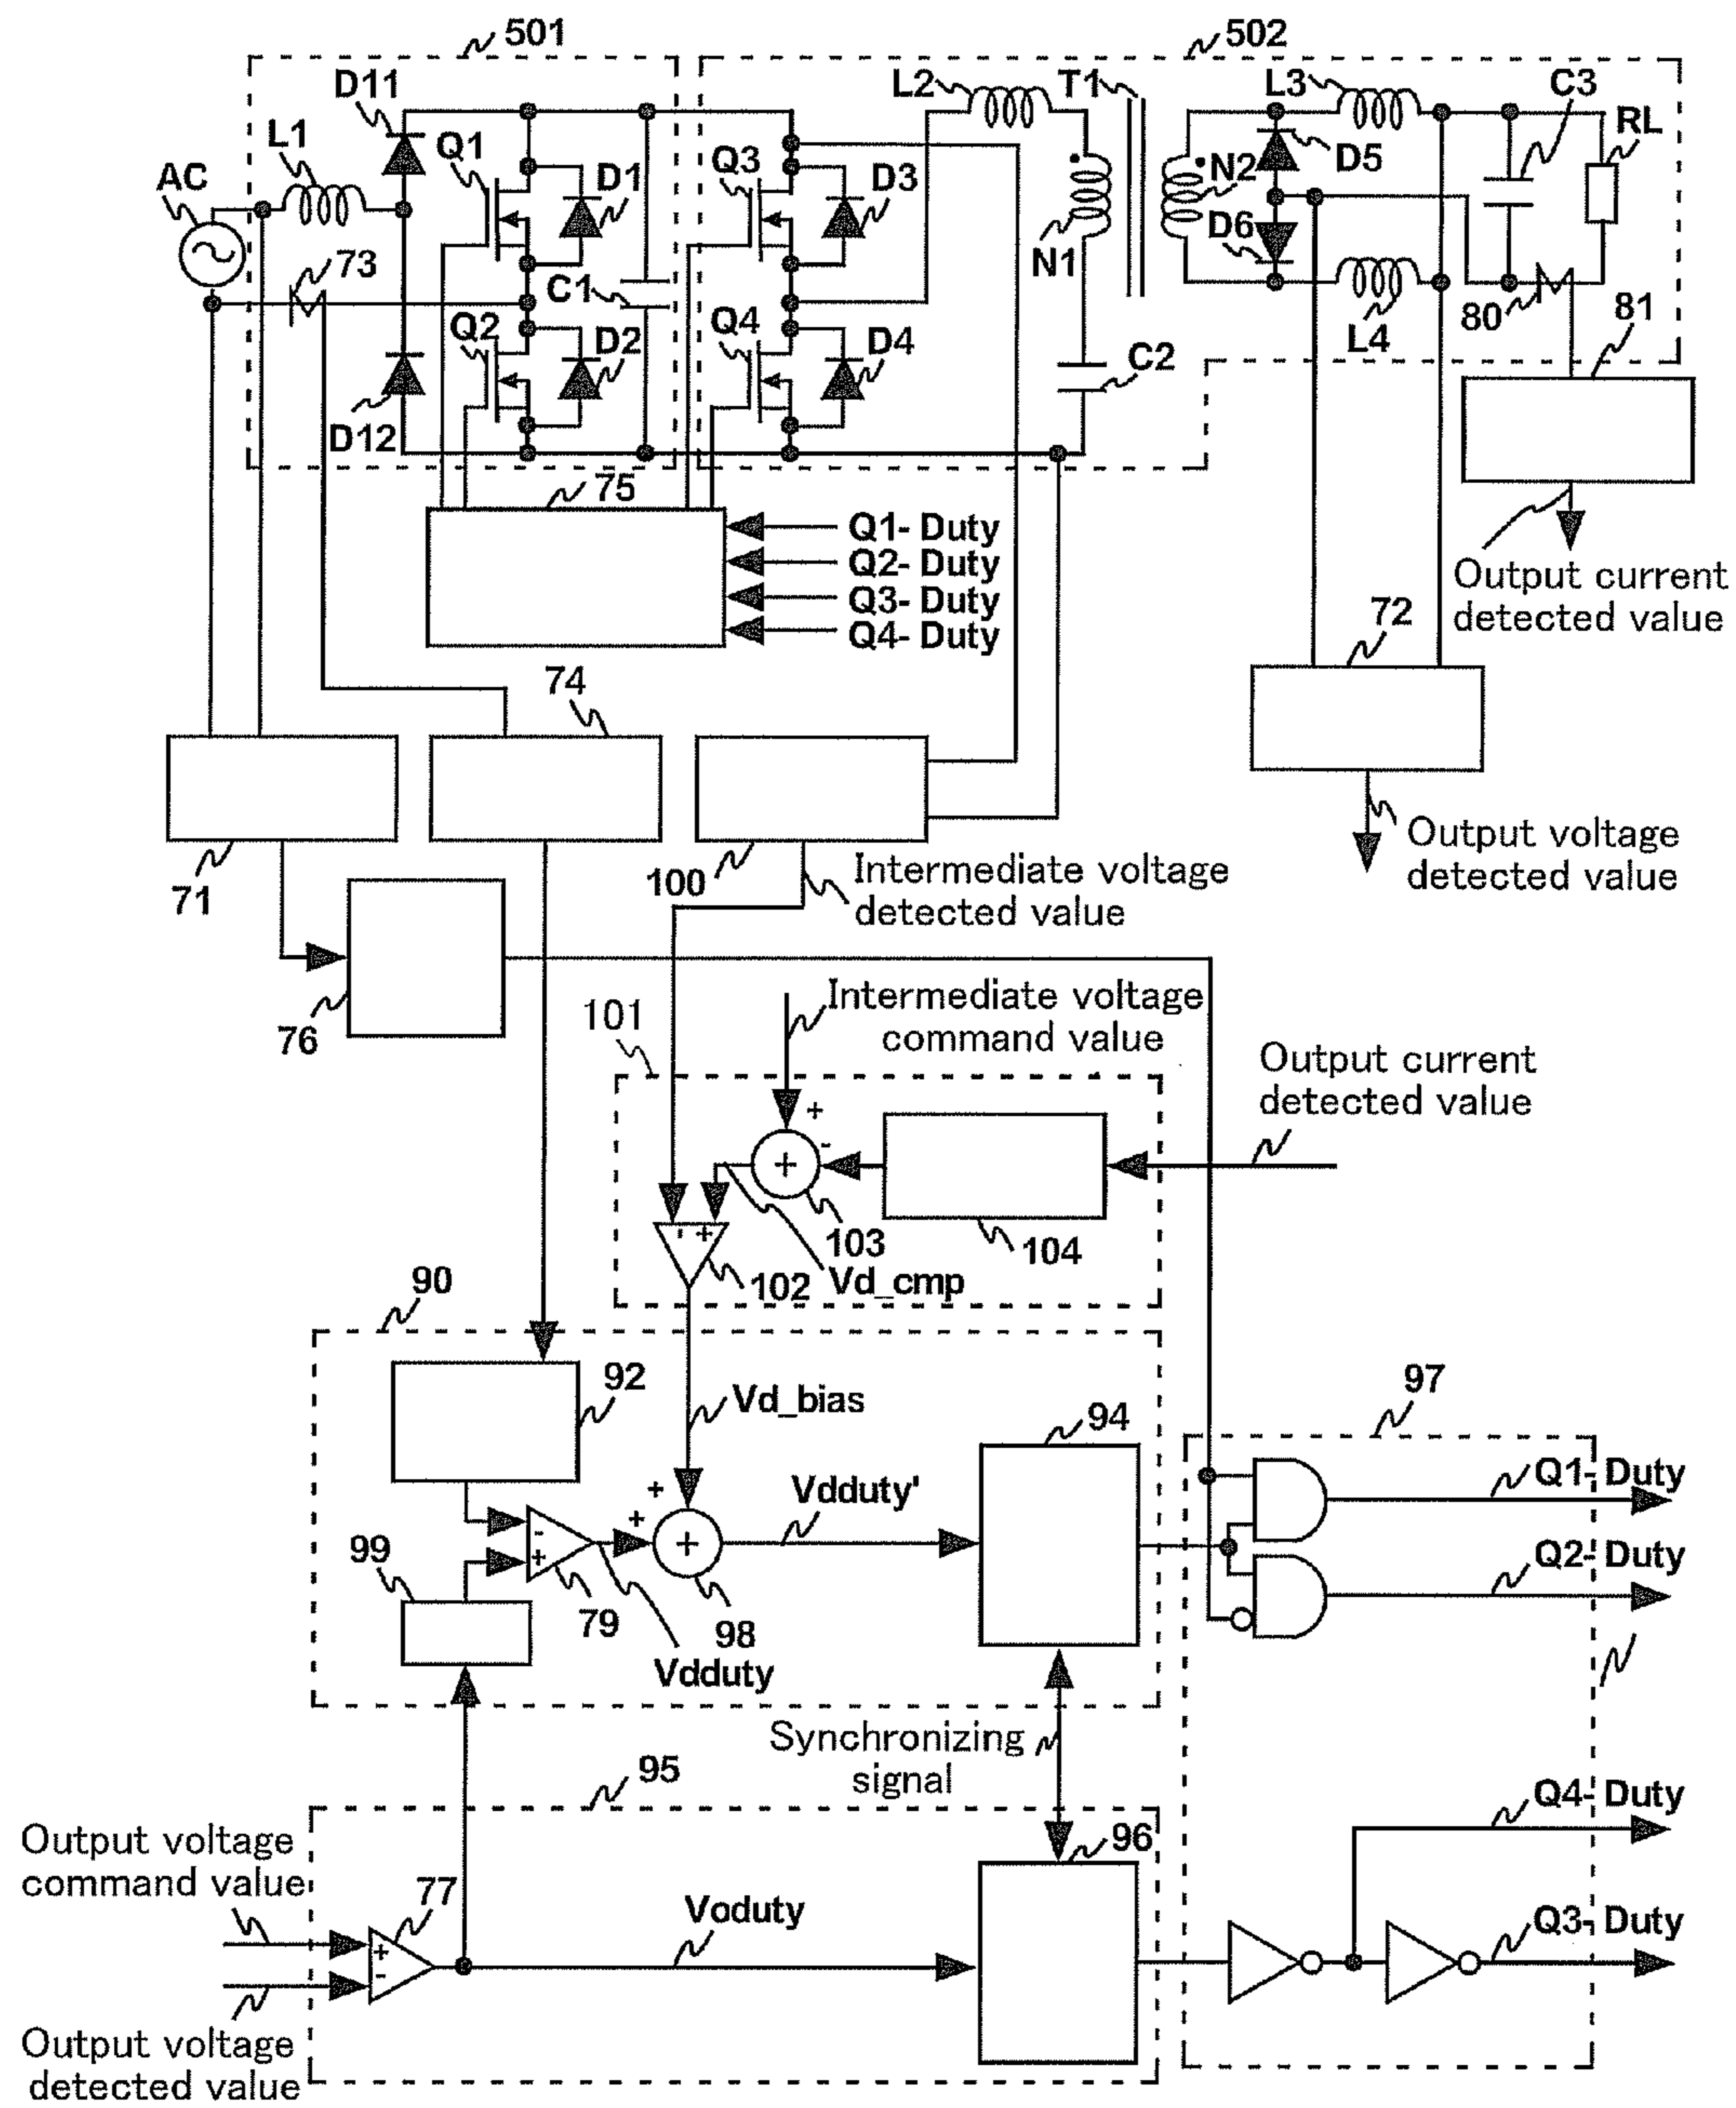 501
502
D11
L2
T1
L3
C3
RL
L1
Q1
AC
D1
Q3
D3
N2
D5
D6
73
N1
C1
Q2
Q4
80
81
D2
D4
L4
C2
D12
75
Q1- Duty
Q2- Duty
Q3- Duty
Q4- Duty
Output current
detected value
72
74
71
100
Intermediate voltage
detected value
Output voltage
detected value
76
101
Intermediate voltage
command value
Output current
detected value
+
-
+
103
104
- +
102
Vd_cmp
90
92
Vd_bias
94
97
Vdduty'
+
+
+
-
+
99
79
98
Vdduty
Q1- Duty
Q2- Duty
Synchronizing
signal
95
Q4- Duty
96
Output voltage
command value
77
+
-
Voduty
Q3- Duty
Output voltage
detected value